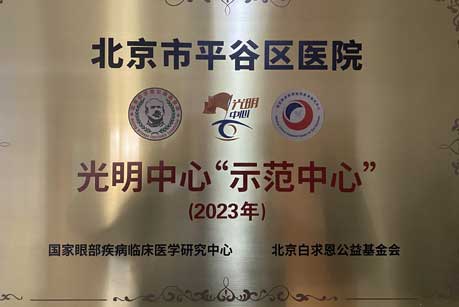 北京市平谷区医院
光明
中心
光明中心“示范中心”
(2023年)
国家眼部疾病临床医学研究中心
北京白求恩公益基金会